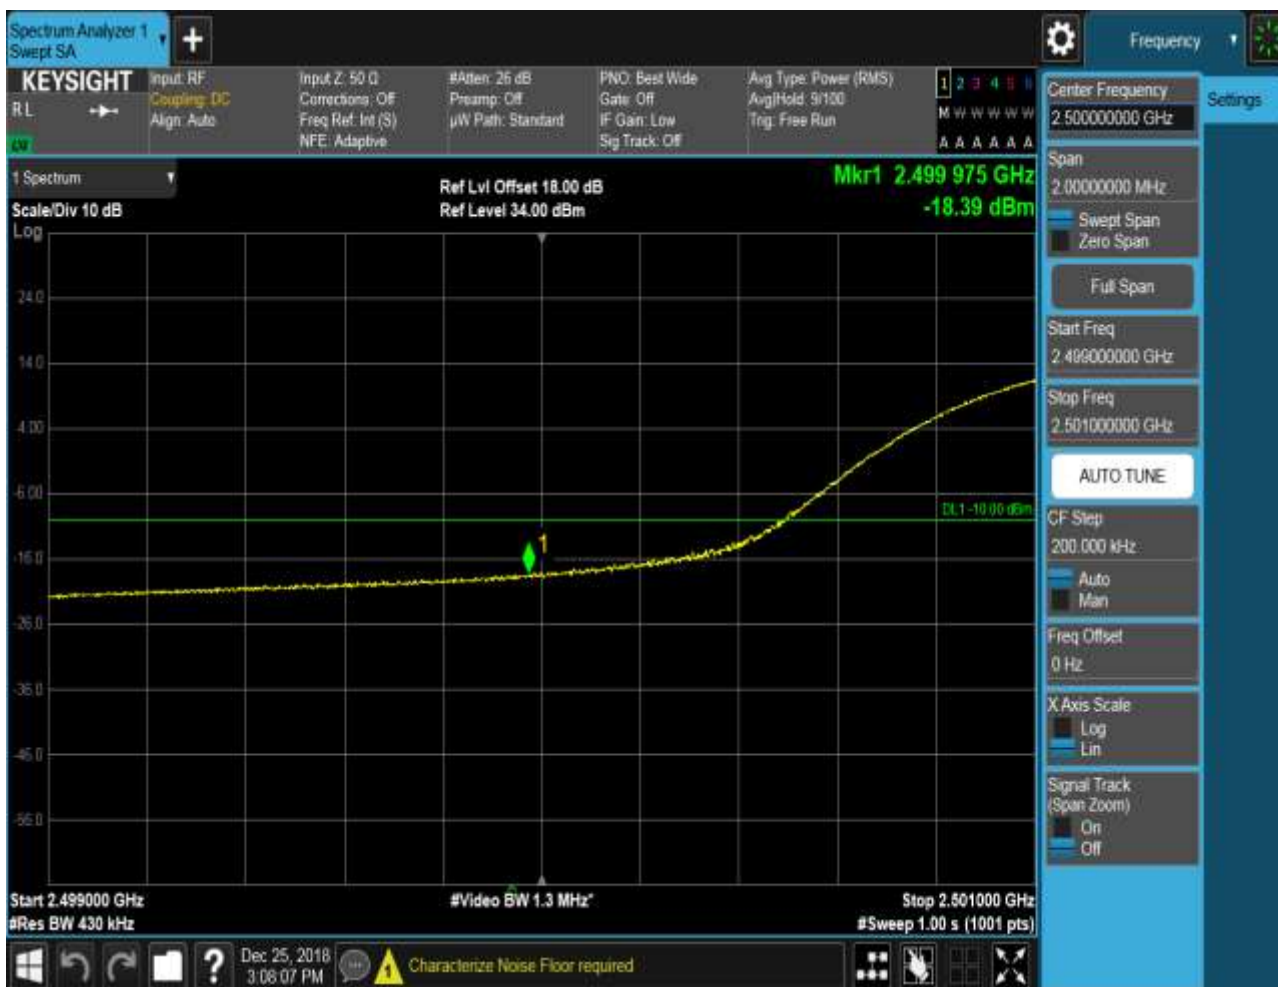 Spectrum Analyzer 1
Swept SA
Frequency
KEYSIGHT
R L
Input: RF
Coupling: DC
Align: Auto
Input Z: 50 Ω
Corrections: Off
Freq Ref: Int (S)
NFE: Adaptive
#Atten: 26 dB
Preamp: Off
µW Path: Standard
PNO: Best Wide
Gate: Off
IF Gain: Low
Sig Track: Off
Avg Type: Power (RMS)
Avg|Hold: 9/100
Trig: Free Run
1 2 3 4 5 6
M W W W W W
A A A A A A
1 Spectrum
Scale/Div 10 dB
Log
Ref Lvl Offset 18.00 dB
Ref Level 34.00 dBm
Mkr1 2.499 975 GHz
-18.39 dBm
24.0
14.0
4.00
-6.00
-16.0
-26.0
-36.0
-46.0
-56.0
DL1 -10.00 dBm
1
Start 2.499000 GHz
#Res BW 430 kHz
#Video BW 1.3 MHz*
Stop 2.501000 GHz
#Sweep 1.00 s (1001 pts)
Center Frequency
2.500000000 GHz
Settings
Span
2.00000000 MHz
Swept Span
Zero Span
Full Span
Start Freq
2.499000000 GHz
Stop Freq
2.501000000 GHz
AUTO TUNE
CF Step
200.000 kHz
Auto
Man
Freq Offset
0 Hz
X Axis Scale
Log
Lin
Signal Track
(Span Zoom)
On
Off
?
Dec 25, 2018
3:08:07 PM
1
Characterize Noise Floor required